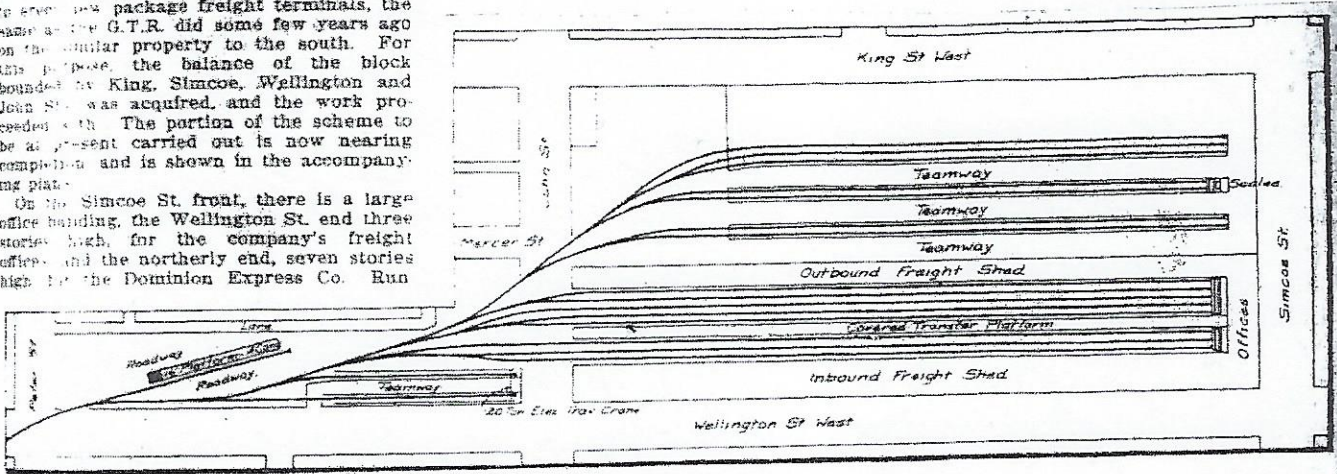 new package freight terminals, the
same as the G.T.R. did some few years ago
on the similar property to the south. For
this purpose, the balance of the block
bounded by King, Simcoe, Wellington and
John Sts. was acquired, and the work pro-
ceeded with. The portion of the scheme to
be at present carried out is now nearing
completion and is shown in the accompany-
ing plan.
On the Simcoe St. front, there is a large
office building, the Wellington St. end three
stories high, for the company's freight
offices and the northerly end, seven stories
high for the Dominion Express Co. Run
King St West
John St
Mercer St
Teamway
Scales
Teamway
Teamway
Outbound Freight Shed
Simcoe St.
Covered Transfer Platform
Offices
Inbound Freight Shed
Lane
Peter St
Roadway
Platform
Roadway.
Teamway
20 Ton Elec Trav Crane
Wellington St West